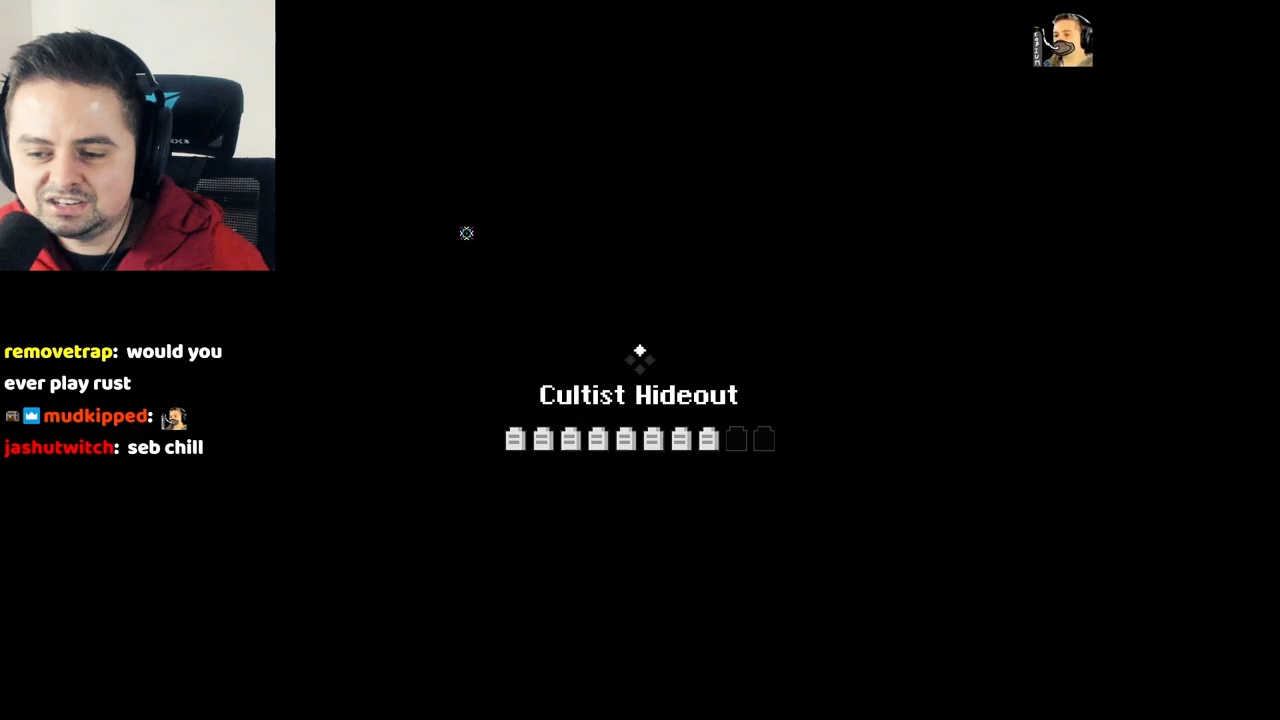 removetrap: would you
ever play rust
mudkipped:
jashutwitch: seb chill
Cultist Hideout